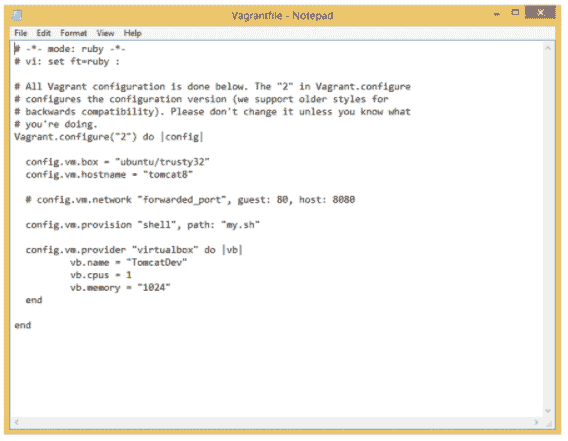 Vagrantfile - Notepad
File Edit Format View Help
# -*- mode: ruby -*-
# vi: set ft=ruby :
# All Vagrant configuration is done below. The "2" in Vagrant.configure
# configures the configuration version (we support older styles for
# backwards compatibility). Please don't change it unless you know what
# you're doing.
Vagrant.configure("2") do |config|
config.vm.box = "ubuntu/trusty32"
config.vm.hostname = "tomcat8"
# config.vm.network "forwarded_port", guest: 80, host: 8080
config.vm.provision "shell", path: "my.sh"
config.vm.provider "virtualbox" do |vb|
vb.name = "TomcatDev"
vb.cpus = 1
vb.memory = "1024"
end
end